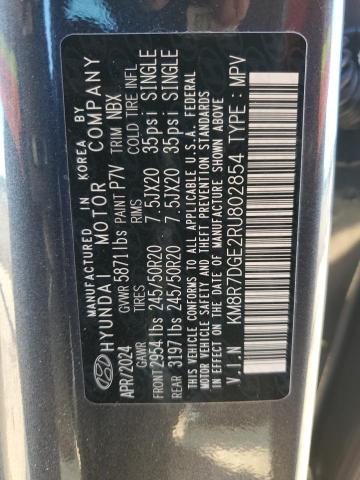 MANUFACTURED IN KOREA BY
HYUNDAI MOTOR COMPANY
APR/2024 GVWR 5871lbs PAINT P7V TRIM NBX
GAWR TIRES RIMS COLD TIRE INFL
FRONT 2954 lbs 245/50R20 7.5JX20 35psi SINGLE
REAR 3197 lbs 245/50R20 7.5JX20 35psi SINGLE
THIS VEHICLE CONFORMS TO ALL APPLICABLE U.S.A. FEDERAL
MOTOR VEHICLE SAFETY STANDARDS
IN EFFECT ON THE DATE OF MANUFACTURE SHOWN ABOVE
V.I.N : KM8R7DGE2RU802854 TYPE : MPV